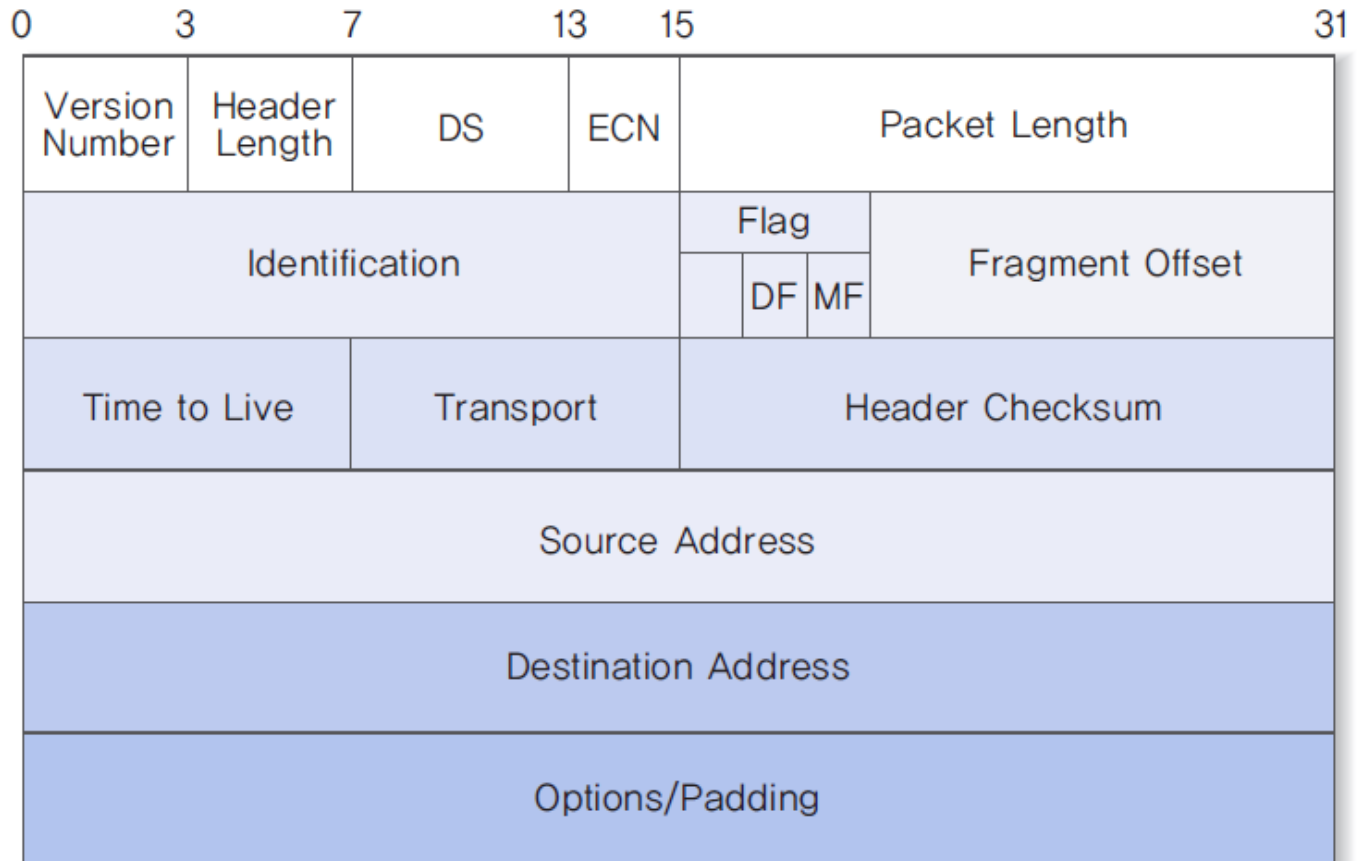 0 3 7 13 15 31
Version Number
Header Length
DS
ECN
Packet Length
Identification
Flag
DF
MF
Fragment Offset
Time to Live
Transport
Header Checksum
Source Address
Destination Address
Options/Padding